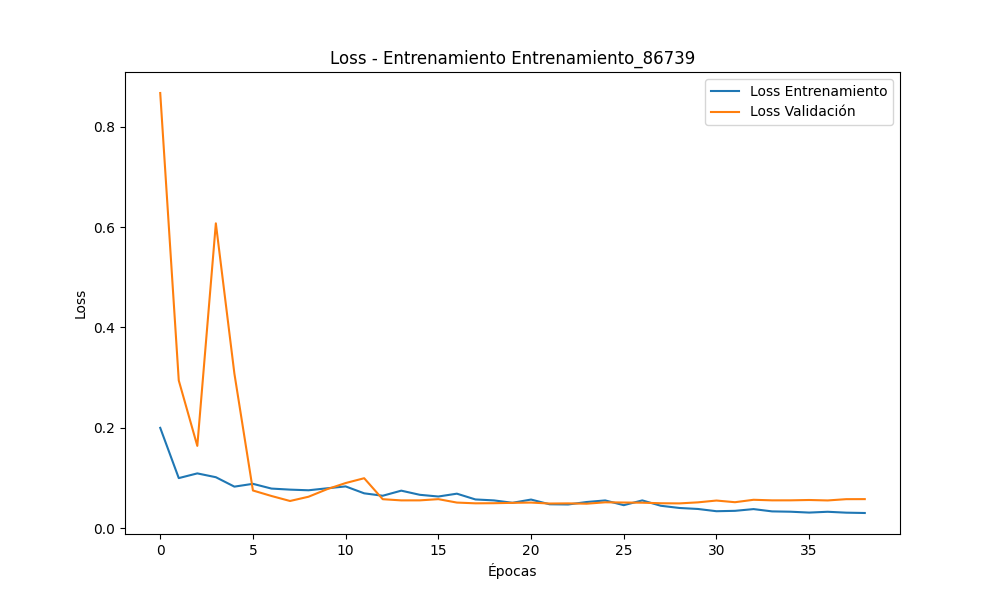 Loss - Entrenamiento Entrenamiento_86739
Loss Entrenamiento
Loss Validación
0.8
0.6
0.4
0.2
0.0
Loss
0 5 10 15 20 25 30 35
Épocas